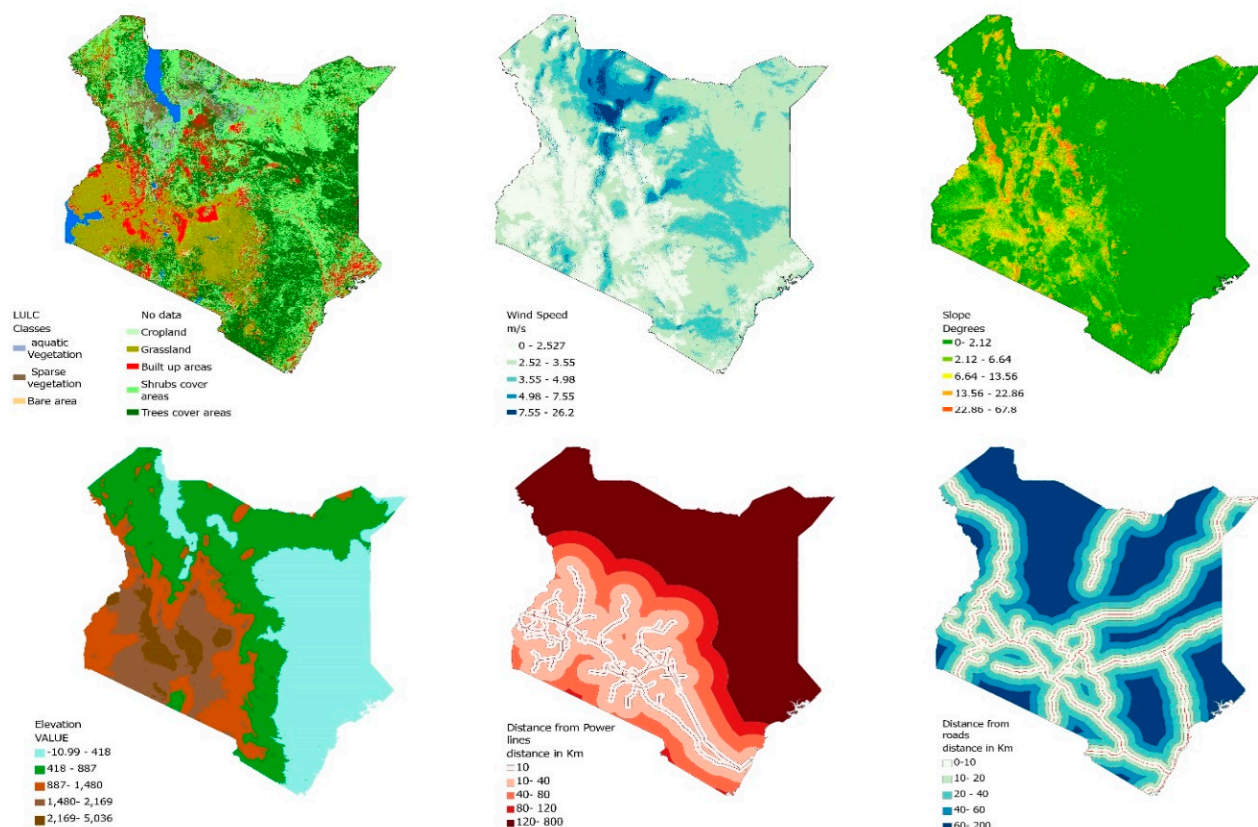 LULC
Classes
aquatic
Vegetation
Sparse
vegetation
Bare area
No data
Cropland
Grassland
Built up areas
Shrubs cover
areas
Trees cover areas
Wind Speed
m/s
0 - 2.527
2.52 - 3.55
3.55 - 4.98
4.98 - 7.55
7.55 - 26.2
Slope
Degrees
0- 2.12
2.12 - 6.64
6.64 - 13.56
13.56 - 22.86
22.86 - 67.8
Elevation
VALUE
-10.99 - 418
418 - 887
887- 1,480
1,480- 2,169
2,169- 5,036
Distance from Power
lines
distance in Km
10
10- 40
40- 80
80- 120
120- 800
Distance from
roads
distance in Km
0-10
10- 20
20 - 40
40- 60
60- 200